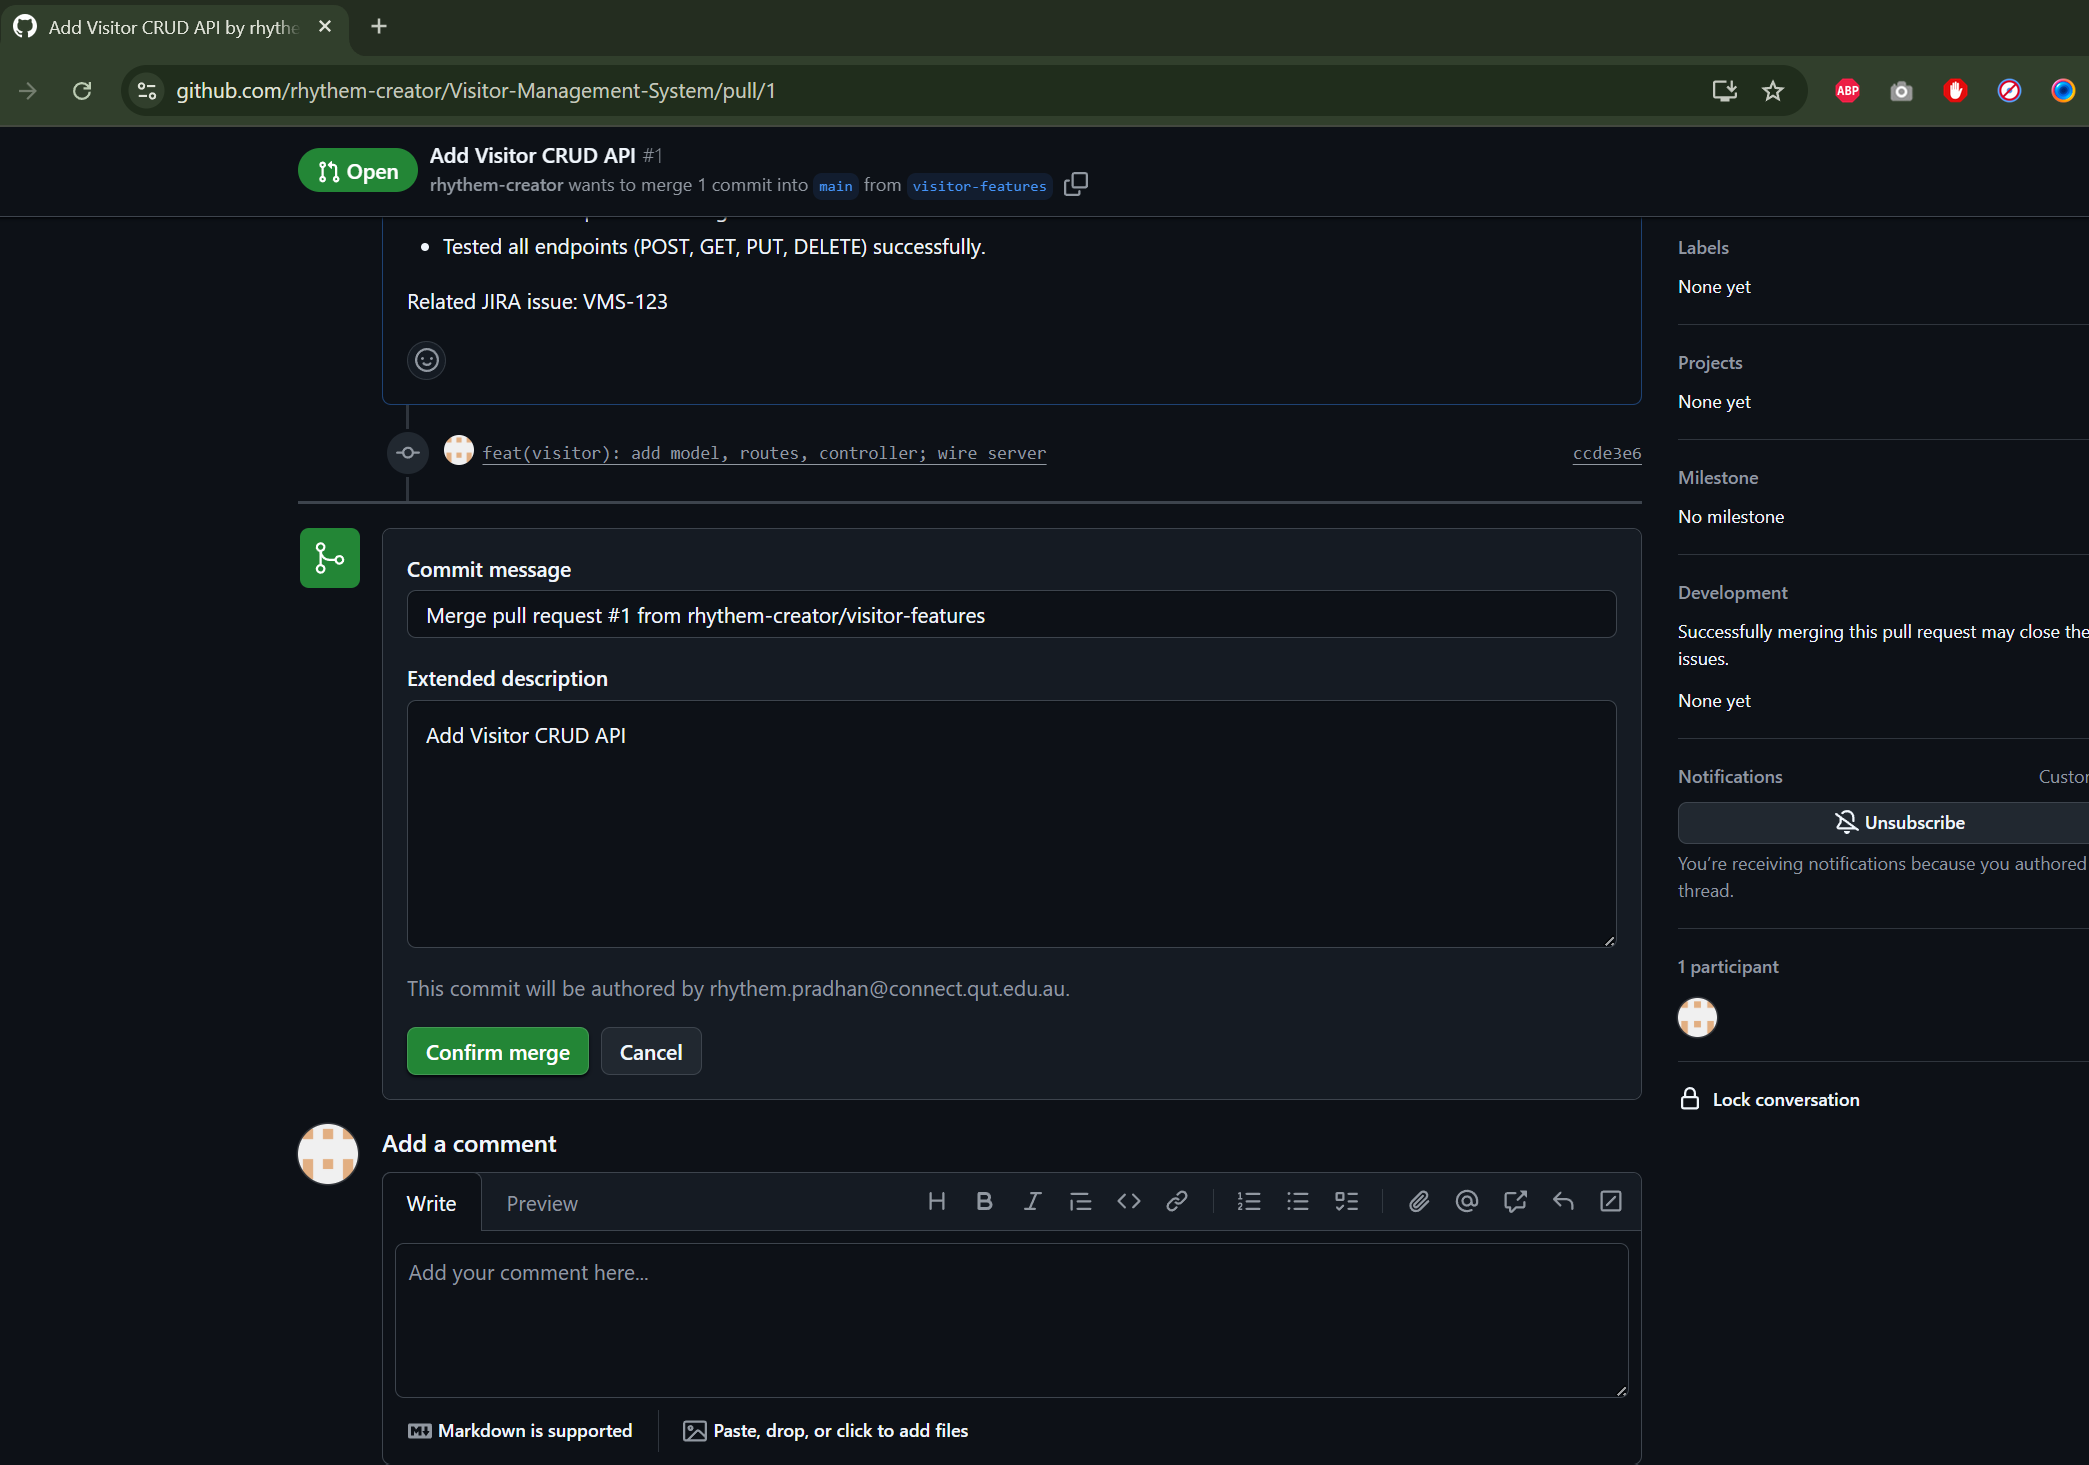 Add Visitor CRUD API by rhythe
github.com/rhythem-creator/Visitor-Management-System/pull/1
ABP
Open
Add Visitor CRUD API #1
rhythem-creator wants to merge 1 commit into main from visitor-features
Tested all endpoints (POST, GET, PUT, DELETE) successfully.
Related JIRA issue: VMS-123
feat(visitor): add model, routes, controller; wire server
ccde3e6
Commit message
Merge pull request #1 from rhythem-creator/visitor-features
Extended description
Add Visitor CRUD API
This commit will be authored by rhythem.pradhan@connect.qut.edu.au.
Confirm merge
Cancel
Add a comment
Write
Preview
Add your comment here...
Markdown is supported
Paste, drop, or click to add files
Labels
None yet
Projects
None yet
Milestone
No milestone
Development
Successfully merging this pull request may close the
issues.
None yet
Notifications
Custo
Unsubscribe
You're receiving notifications because you authored
thread.
1 participant
Lock conversation